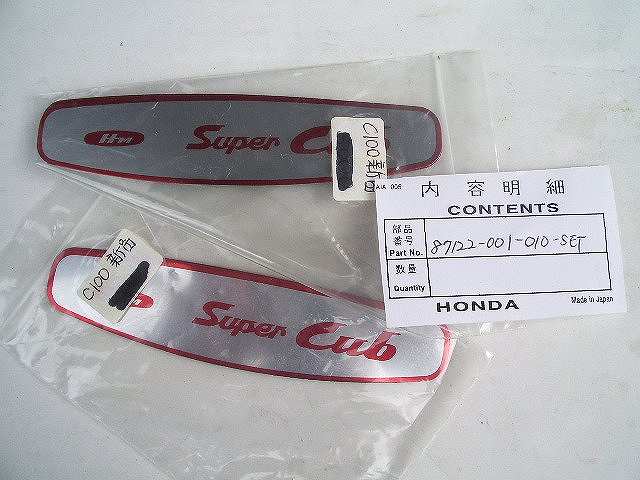 Hm
Super Cub
C100 新品
内容明細
CONTENTS
部品
番号
Part No. 87122-001-010-SET
数量
Quantity
HONDA
Made in Japan
C100 新品
Super Cub